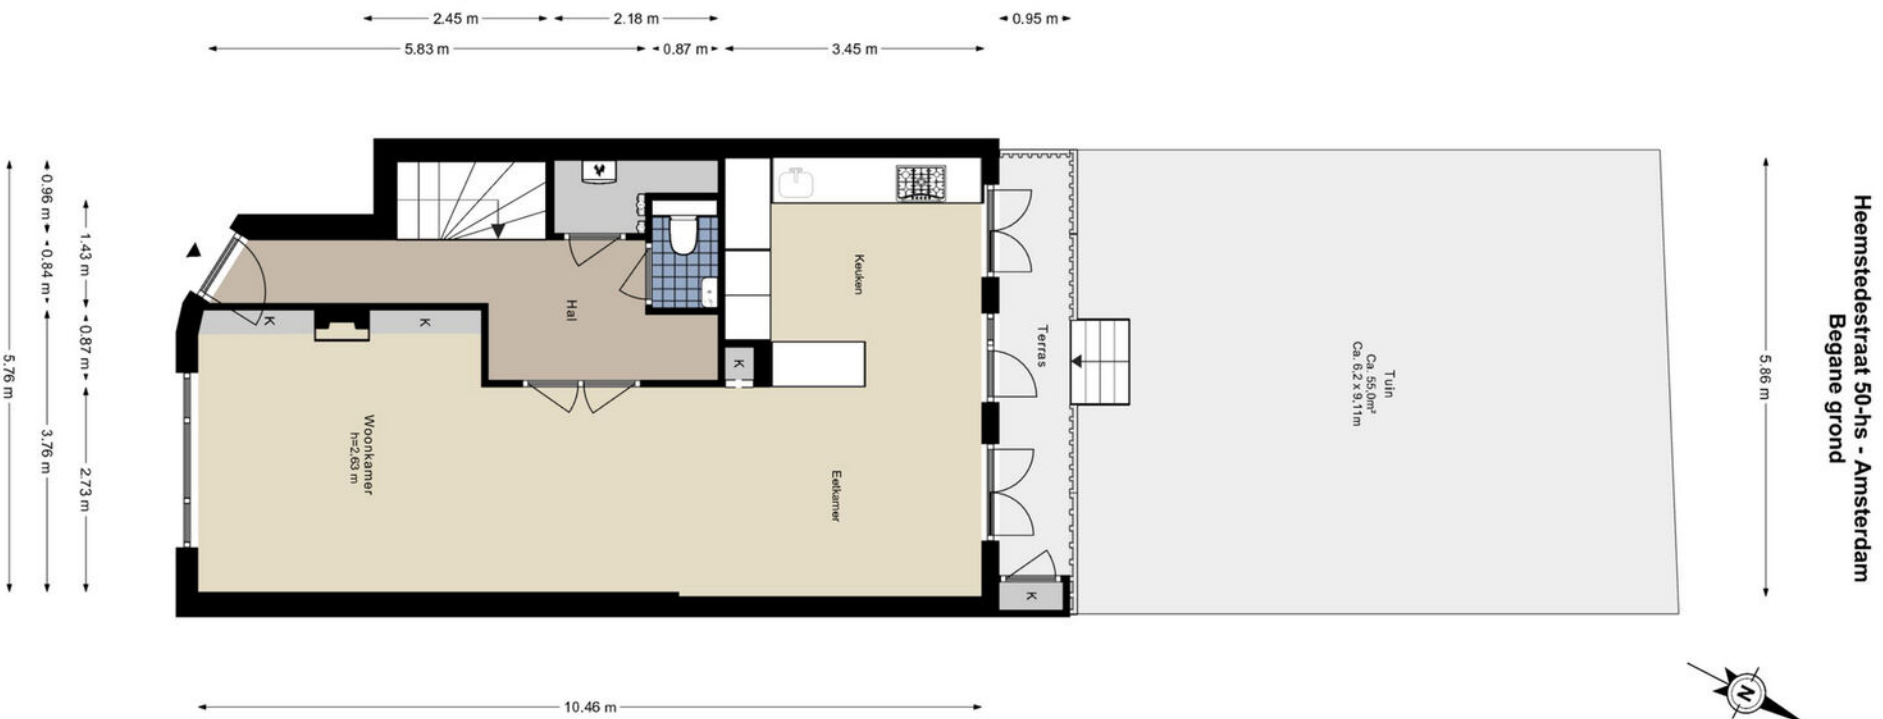 2.45 m
2.18 m
0.95 m
5.83 m
0.87 m
3.45 m
5.76 m
0.96 m
0.84 m
3.76 m
1.43 m
0.87 m
2.73 m
K
K
Hal
K
Keuken
Woonkamer
h=2,63 m
Eetkamer
Terras
K
Tuin
Ca. 55,0m²
Ca. 6,2 x 9,11m
5.86 m
Heemstedestraat 50-hs - Amsterdam
Begane grond
10.46 m
N